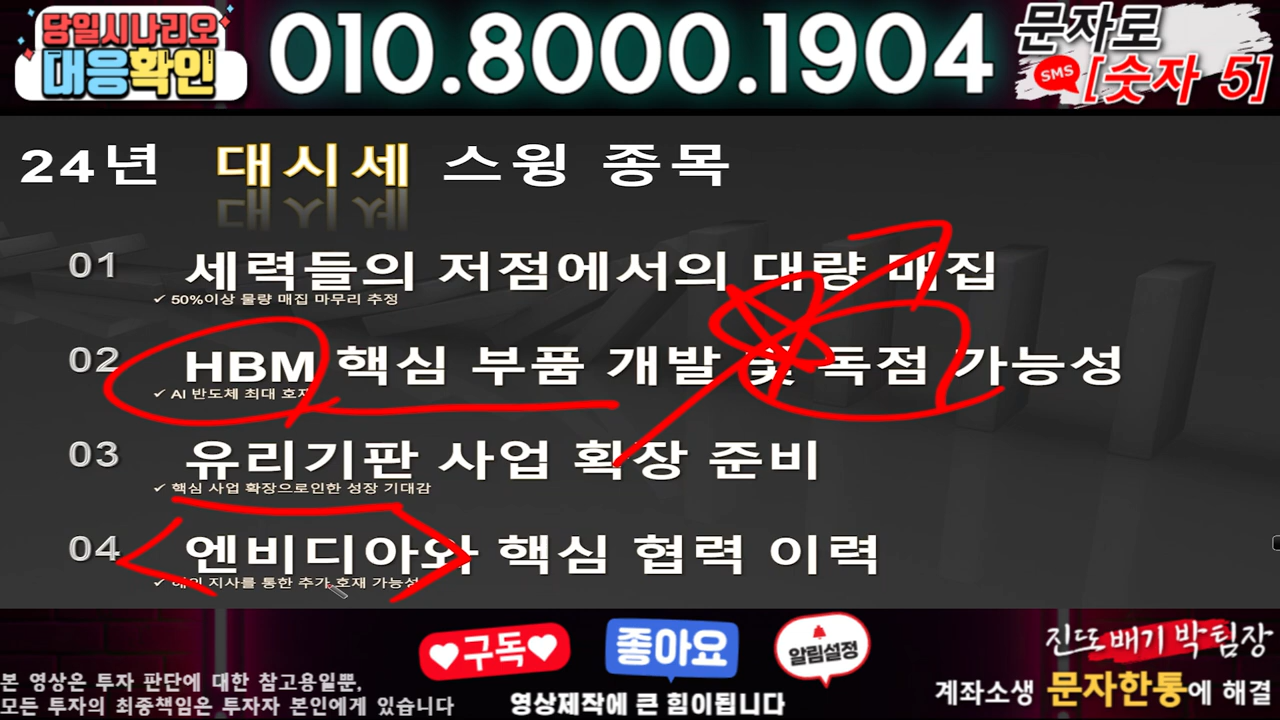 당일시나리오
대응확인
010.8000.1904
문자로
SMS [숫자 5]
24년 대시세 스윙 종목
대시세
01 세력들의 저점에서의 대량 매집
✓ 50%이상 물량 매집 마무리 추정
02 HBM 핵심 부품 개발 및 독점 가능성
✓ AI 반도체 최대 호재
03 유리기판 사업 확장 준비
✓ 핵심 사업 확장으로인한 성장 기대감
04 엔비디아와 핵심 협력 이력
✓ 해외 지사를 통한 추가 호재 가능성
구독
좋아요
알림설정
영상제작에 큰 힘이됩니다
본 영상은 투자 판단에 대한 참고용일뿐,
모든 투자의 최종책임은 투자자 본인에게 있습니다
진또배기 박팀장
계좌소생 문자한통에 해결